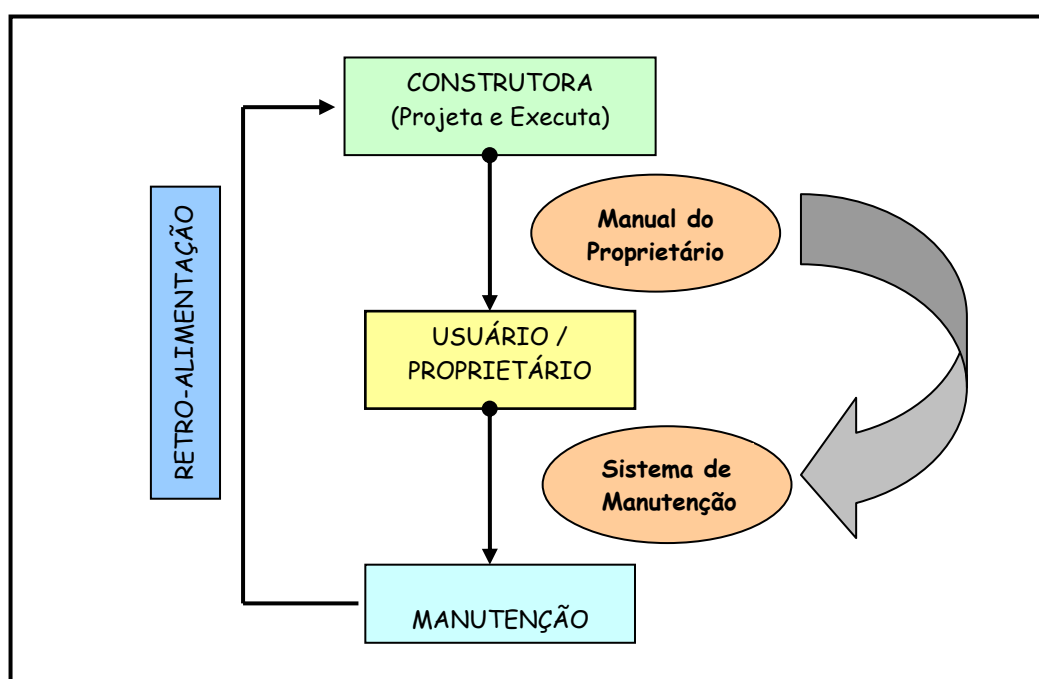 CONSTRUTORA
(Projeta e Executa)
Manual do
Proprietário
RETRO-ALIMENTAÇÃO
USUÁRIO /
PROPRIETÁRIO
Sistema de
Manutenção
MANUTENÇÃO